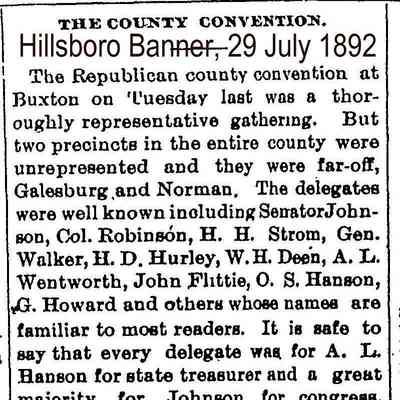 THE COUNTY CONVENTION.
Hillsboro Banner, 29 July 1892
The Republican county convention at
Buxton on Tuesday last was a thor-
oughly representative gathering. But
two precincts in the entire county were
unrepresented and they were far-off,
Galesburg and Norman. The delegates
were well known including Senator John-
son, Col. Robinson, H. H. Strom, Gen.
Walker, H. D. Hurley, W. H. Deen, A. L.
Wentworth, John Flittie, O. S. Hanson,
G. Howard and others whose names are
familiar to most readers. It is safe to
say that every delegate was for A. L.
Hanson for state treasurer and a great
majority for Johnson for congress.